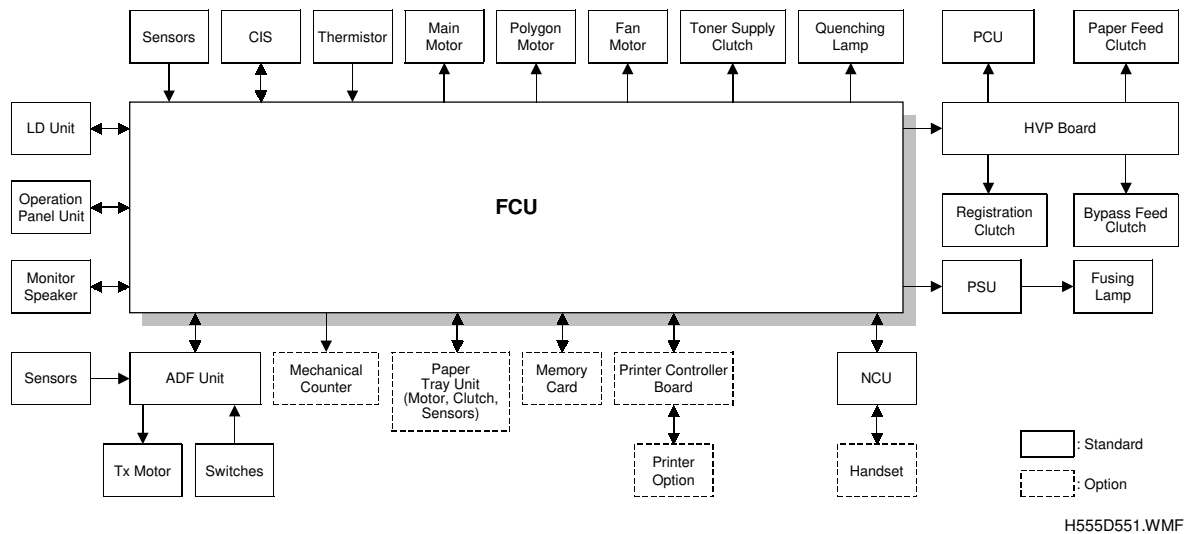 Sensors
CIS
Thermistor
Main
Motor
Polygon
Motor
Fan
Motor
Toner Supply
Clutch
Quenching
Lamp
PCU
Paper Feed
Clutch
LD Unit
HVP Board
Operation
Panel Unit
FCU
Registration
Clutch
Bypass Feed
Clutch
Monitor
Speaker
PSU
Fusing
Lamp
Sensors
ADF Unit
Mechanical
Counter
Paper
Tray Unit
(Motor, Clutch,
Sensors)
Memory
Card
Printer Controller
Board
NCU
Tx Motor
Switches
Printer
Option
Handset
: Standard
: Option
H555D551.WMF